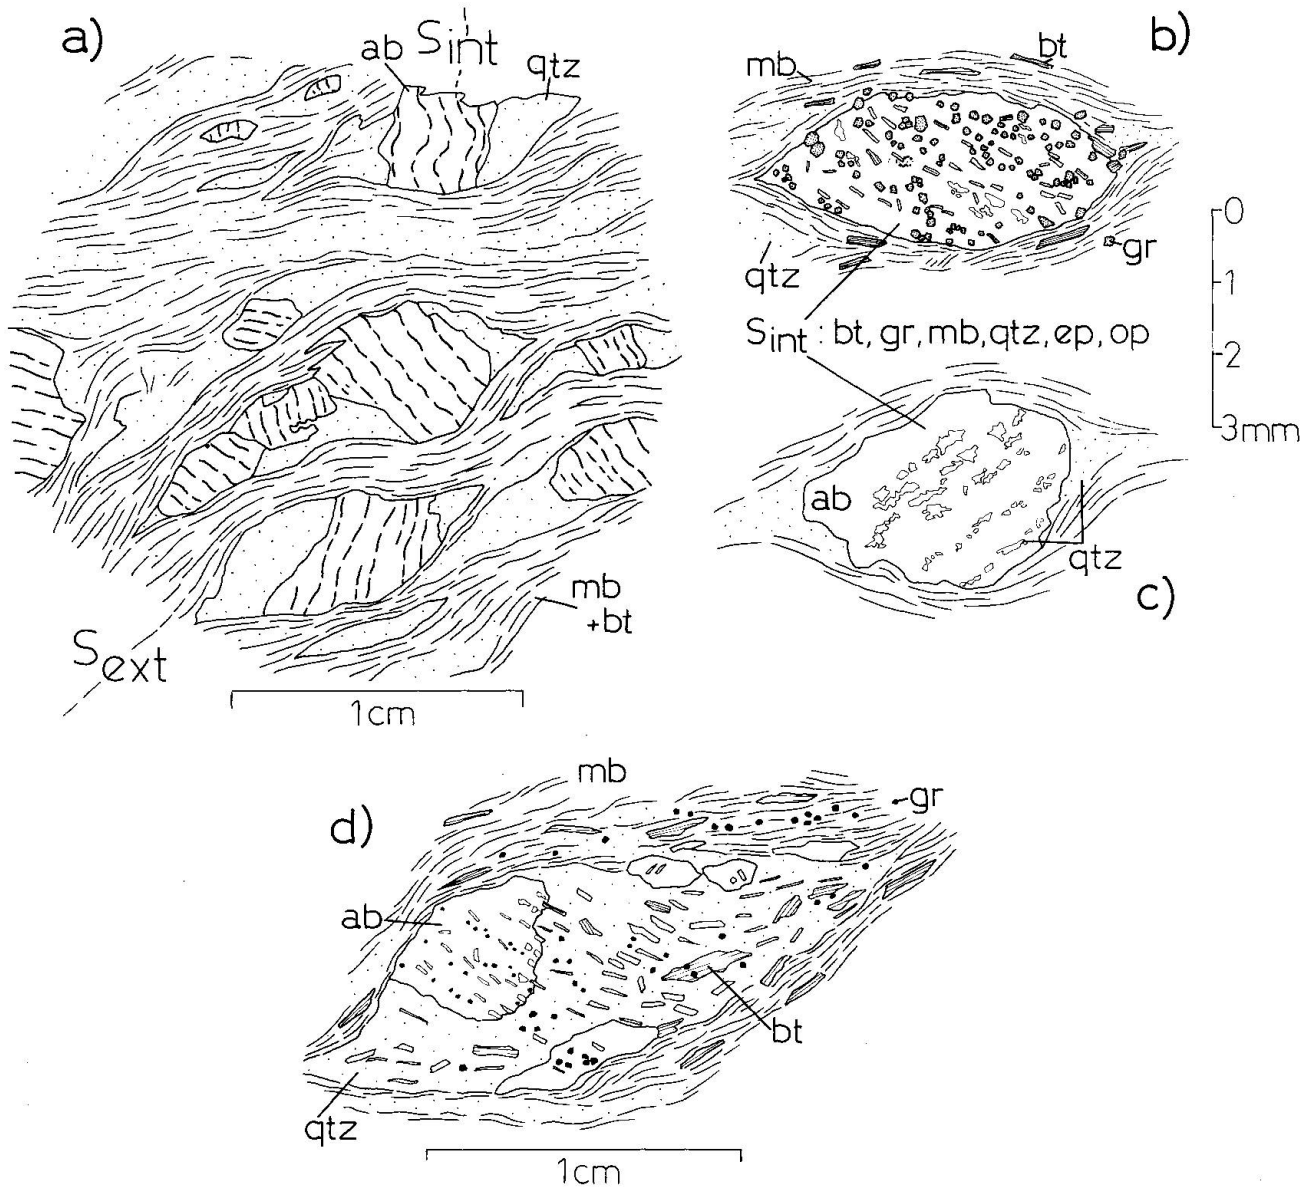 a)
ab Sint qtz
mb
+bt
Sext
1cm
b)
mb bt
qtz gr
Sint : bt, gr, mb, qtz, ep, op
0
1
2
3mm
ab
qtz
c)
d)
mb
gr
ab
bt
qtz
1cm